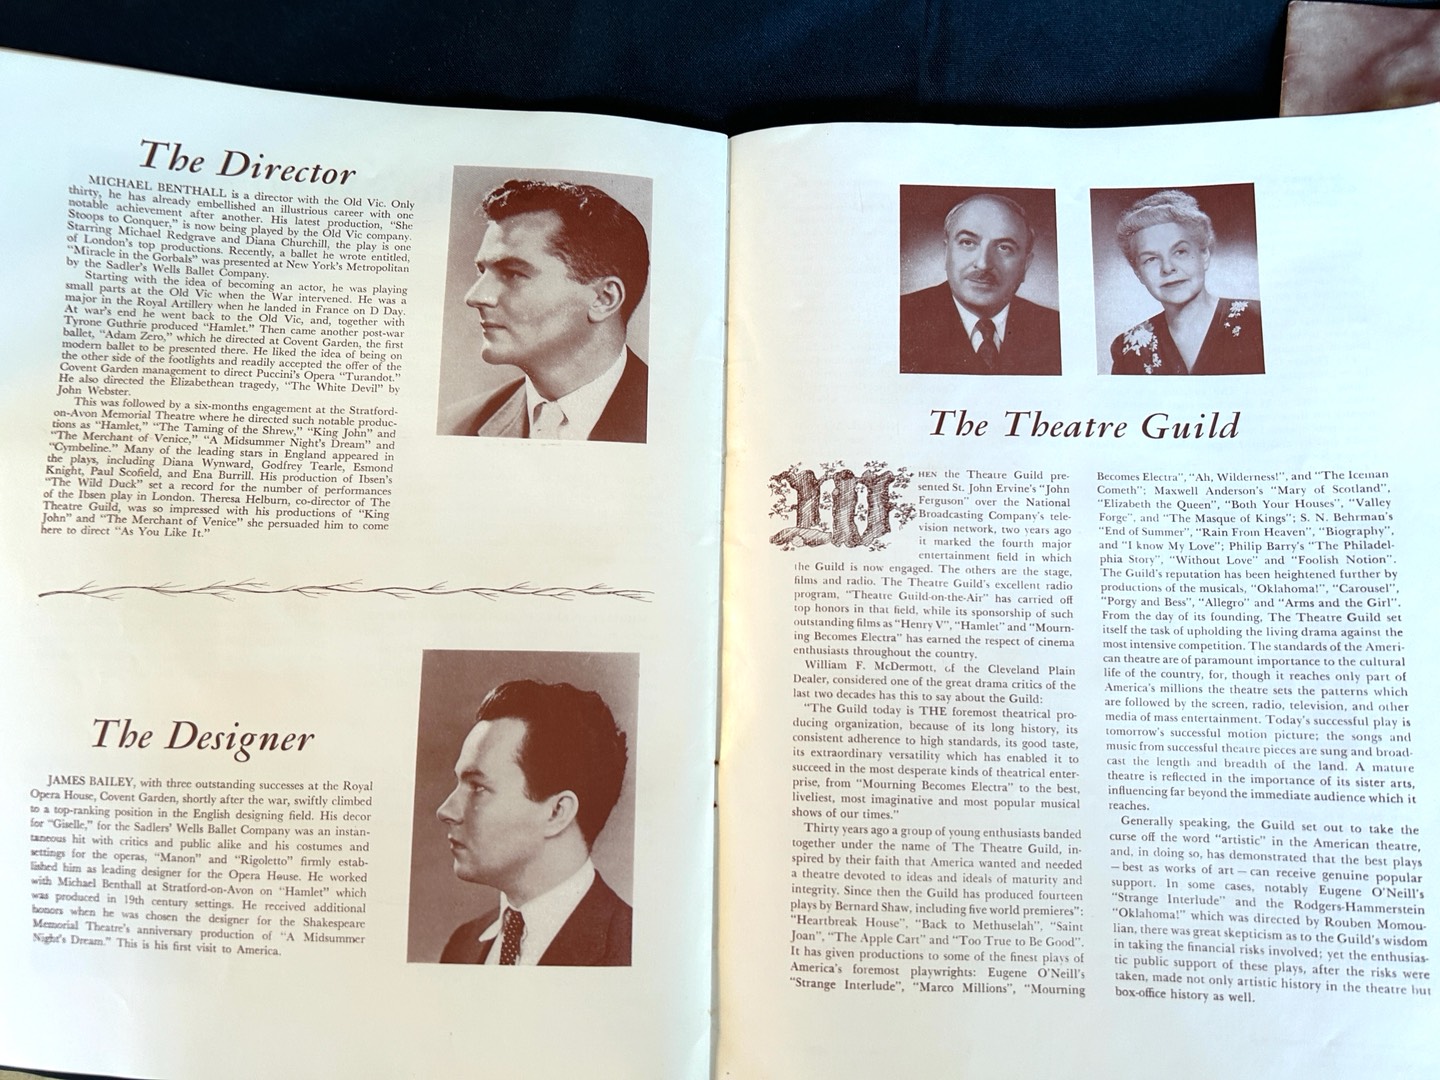 The Director
MICHAEL BENTHALL is a director with the Old Vic. Only
thirty, he has already embellished an illustrious career with one
notable achievement after another. His latest production, "She
Stoops to Conquer," is now being played by the Old Vic company.
Starring Michael Redgrave and Diana Churchill, the play is one
of London's top productions. Recently, a ballet he wrote entitled,
"Miracle in the Gorbals" was presented at New York's Metropolitan
by the Sadler's Wells Ballet Company.
Starting with the idea of becoming an actor, he was playing
small parts at the Old Vic when the War intervened. He was a
major in the Royal Artillery when he landed in France on D Day.
At war's end he went back to the Old Vic, and, together with
Tyrone Guthrie produced "Hamlet." Then came another post-war
ballet, "Adam Zero," which he directed at Covent Garden, the first
modern ballet to be presented there. He liked the idea of being on
the other side of the footlights and readily accepted the offer of the
Covent Garden management to direct Puccini's Opera "Turandot."
He also directed the Elizabethean tragedy, "The White Devil" by
John Webster.
This was followed by a six-months engagement at the Stratford-
on-Avon Memorial Theatre where he directed such notable produc-
tions as "Hamlet," "The Taming of the Shrew," "King John" and
"The Merchant of Venice," "A Midsummer Night's Dream" and
"Cymbeline." Many of the leading stars in England appeared in
the plays, including Diana Wynward, Godfrey Tearle, Esmond
Knight, Paul Scofield, and Ena Burrill. His production of Ibsen's
"The Wild Duck" set a record for the number of performances
of the Ibsen play in London. Theresa Helburn, co-director of The
Theatre Guild, was so impressed with his productions of "King
John" and "The Merchant of Venice" she persuaded him to come
here to direct "As You Like It."
The Designer
JAMES BAILEY, with three outstanding successes at the Royal
Opera House, Covent Garden, shortly after the war, swiftly climbed
to a top-ranking position in the English designing field. His decor
for "Giselle," for the Sadlers' Wells Ballet Company was an instan-
taneous hit with critics and public alike and his costumes and
settings for the operas, "Manon" and "Rigoletto" firmly estab-
lished him as leading designer for the Opera House. He worked
with Michael Benthall at Stratford-on-Avon on "Hamlet" which
was produced in 19th century settings. He received additional
honors when he was chosen the designer for the Shakespeare
Memorial Theatre's anniversary production of "A Midsummer
Night's Dream." This is his first visit to America.
The Theatre Guild
WHEN the Theatre Guild pre-
sented St. John Ervine's "John
Ferguson" over the National
Broadcasting Company's tele-
vision network, two years ago
it marked the fourth major
entertainment field in which
the Guild is now engaged. The others are the stage,
films and radio. The Theatre Guild's excellent radio
program, "Theatre Guild-on-the-Air" has carried off
top honors in that field, while its sponsorship of such
outstanding films as "Henry V", "Hamlet" and "Mourn-
ing Becomes Electra" has earned the respect of cinema
enthusiasts throughout the country.
William F. McDermott, of the Cleveland Plain
Dealer, considered one of the great drama critics of the
last two decades has this to say about the Guild:
"The Guild today is THE foremost theatrical pro-
ducing organization, because of its long history, its
consistent adherence to high standards, its good taste,
its extraordinary versatility which has enabled it to
succeed in the most desperate kinds of theatrical enter-
prise, from "Mourning Becomes Electra" to the best,
liveliest, most imaginative and most popular musical
shows of our times."
Thirty years ago a group of young enthusiasts banded
together under the name of The Theatre Guild, in-
spired by their faith that America wanted and needed
a theatre devoted to ideas and ideals of maturity and
integrity. Since then the Guild has produced fourteen
plays by Bernard Shaw, including five world premieres":
"Heartbreak House", "Back to Methuselah", "Saint
Joan", "The Apple Cart" and "Too True to Be Good".
It has given productions to some of the finest plays of
America's foremost playwrights: Eugene O'Neill's
"Strange Interlude", "Marco Millions", "Mourning
Becomes Electra", "Ah, Wilderness!", and "The Iceman
Cometh"; Maxwell Anderson's "Mary of Scotland",
"Elizabeth the Queen", "Both Your Houses", "Valley
Forge", and "The Masque of Kings"; S. N. Behrman's
"End of Summer", "Rain From Heaven", "Biography",
and "I know My Love"; Philip Barry's "The Philadel-
phia Story", "Without Love" and "Foolish Notion".
The Guild's reputation has been heightened further by
productions of the musicals, "Oklahoma!", "Carousel",
"Porgy and Bess", "Allegro" and "Arms and the Girl".
From the day of its founding, The Theatre Guild set
itself the task of upholding the living drama against the
most intensive competition. The standards of the Ameri-
can theatre are of paramount importance to the cultural
life of the country, for, though it reaches only part of
America's millions the theatre sets the patterns which
are followed by the screen, radio, television, and other
media of mass entertainment. Today's successful play is
tomorrow's successful motion picture; the songs and
music from successful theatre pieces are sung and broad-
cast the length and breadth of the land. A mature
theatre is reflected in the importance of its sister arts,
influencing far beyond the immediate audience which it
reaches.
Generally speaking, the Guild set out to take the
curse off the word "artistic" in the American theatre,
and, in doing so, has demonstrated that the best plays
—best as works of art—can receive genuine popular
support. In some cases, notably Eugene O'Neill's
"Strange Interlude" and the Rodgers-Hammerstein
"Oklahoma!" which was directed by Rouben Momou-
lian, there was great skepticism as to the Guild's wisdom
in taking the financial risks involved; yet the enthusias-
tic public support of these plays, after the risks were
taken, made not only artistic history in the theatre but
box-office history as well.